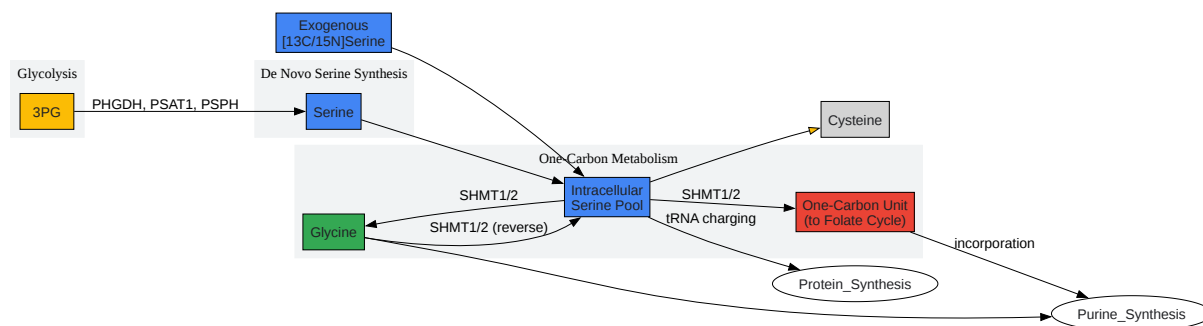 Exogenous
[13C/15N]Serine
Glycolysis
De Novo Serine Synthesis
3PG
PHGDH, PSAT1, PSPH
Serine
Cysteine
One-Carbon Metabolism
Intracellular
Serine Pool
SHMT1/2
SHMT1/2
One-Carbon Unit
(to Folate Cycle)
tRNA charging
Glycine
SHMT1/2 (reverse)
incorporation
Protein_Synthesis
Purine_Synthesis